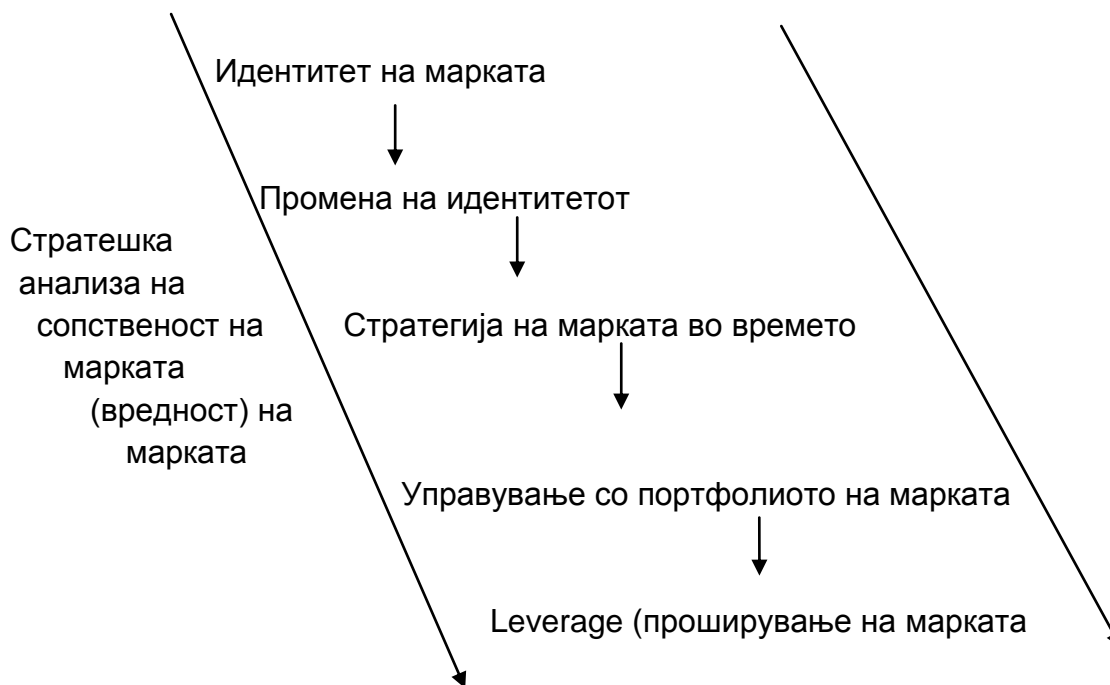 Идентитет на марката
Промена на идентитетот
Стратешка
анализа на
сопственост на
марката
(вредност) на
марката
Стратегија на марката во времето
Управување со портфолиото на марката
Leverage (проширување на марката